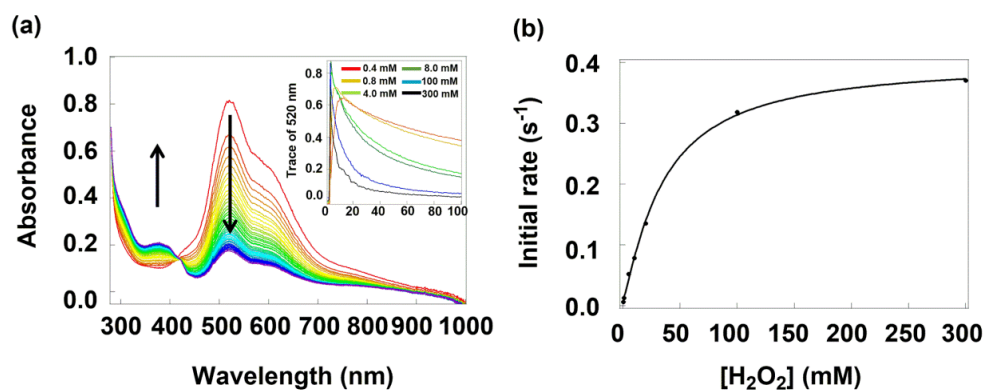 (a)
Absorbance
1.0
0.8
0.6
0.4
0.2
0.0
300 400 500 600 700 800 900 1000
Wavelength (nm)
Trace of 520 nm
0.8
0.6
0.4
0.2
0.0
0 20 40 60 80 100
0.4 mM 8.0 mM
0.8 mM 100 mM
4.0 mM 300 mM
(b)
Initial rate (s⁻¹)
0.4
0.3
0.2
0.1
0.0
0 50 100 150 200 250 300
[H₂O₂] (mM)